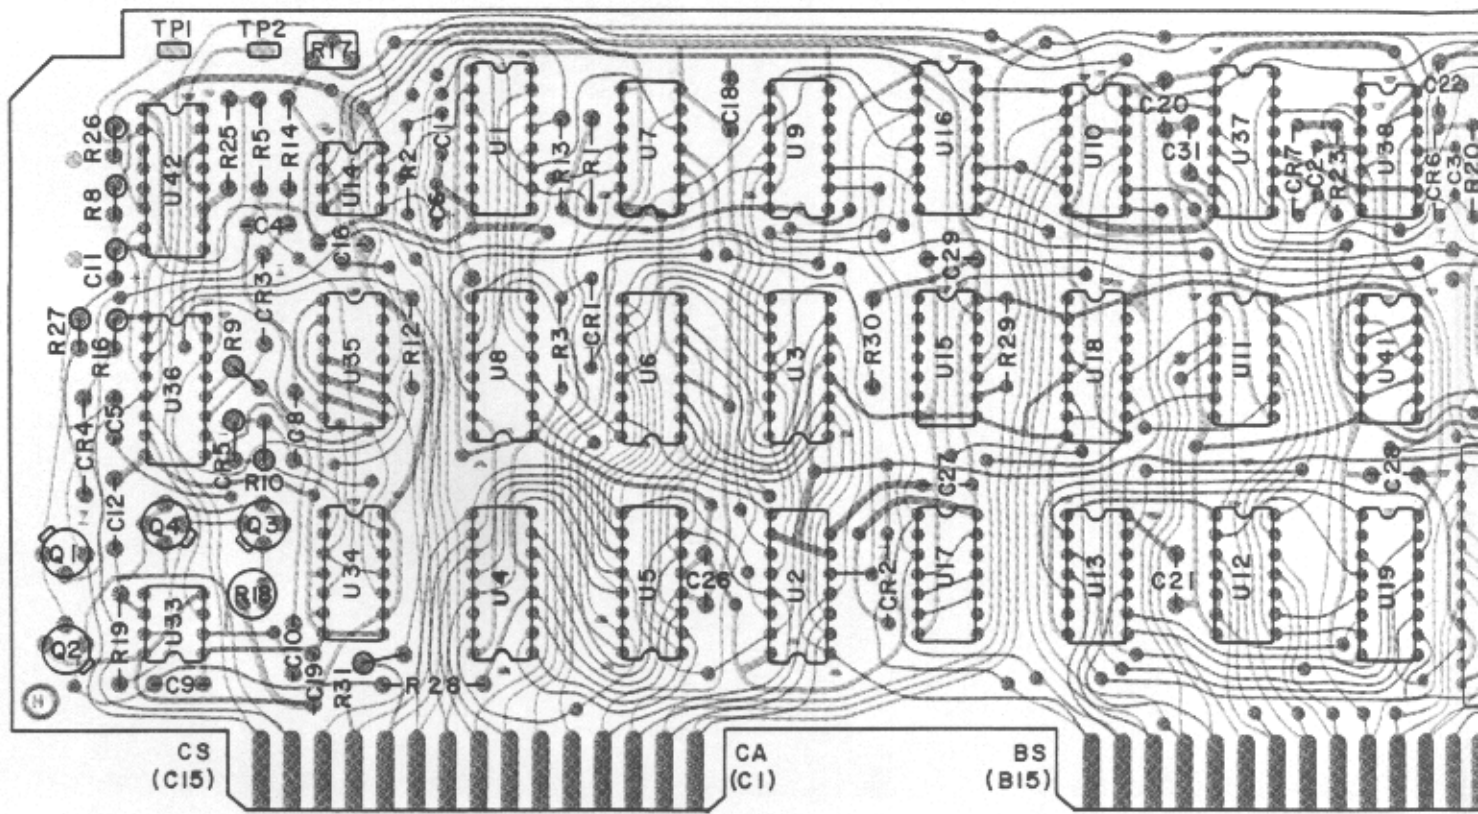 TP1 TP2 R17
R26 R8 C11 U42 R25 R5 R14 C4 U14 C18 R2 C1 C6 U1 R13 R1 U7 C18 U9 U16 U10 C20 C31 U37 CR7 C2 R23 U38 C22 CR6 C3 R20
R27 R16 U36 R9 CR3 U35 R12 U8 R3 CR1 U6 U3 R30 C29 U15 R29 U18 U11 U41
CR4 C5 C12 CR5 R10 C8 C27 C28
Q1 Q4 Q3 U34 U4 U5 C26 U2 CR2 U17 U13 C21 U12 U19
Q2 R19 U33 R18 C10 C9 C19 R31 R 28
N
CS CA BS
(C15) (C1) (B15)